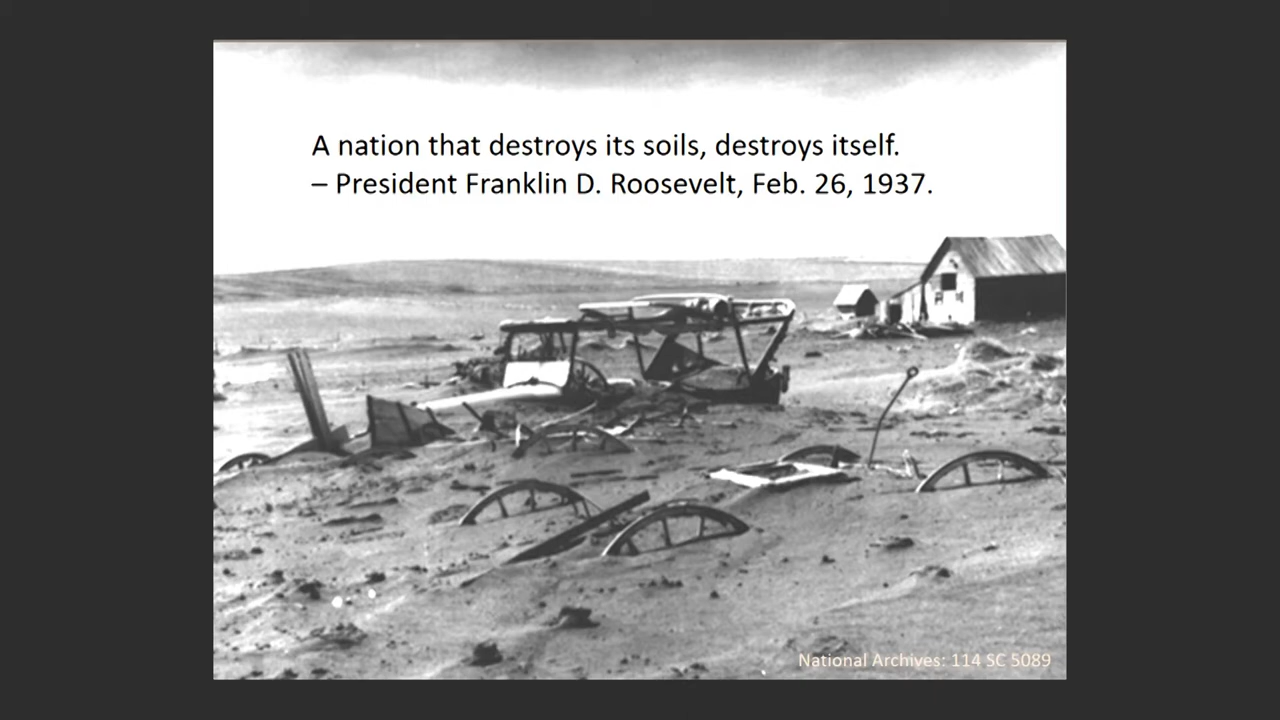 A nation that destroys its soils, destroys itself.
– President Franklin D. Roosevelt, Feb. 26, 1937.
National Archives: 114 SC 5089